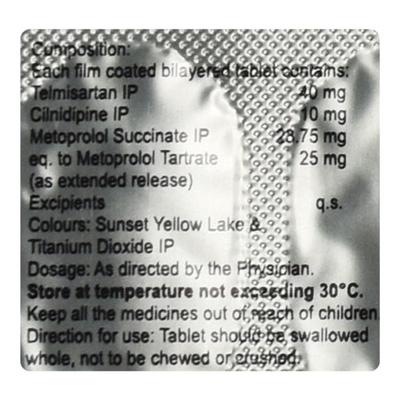 Composition:
Each film coated bilayered tablet contains:
Telmisartan IP 40 mg
Cilnidipine IP 10 mg
Metoprolol Succinate IP 23.75 mg
eq. to Metoprolol Tartrate 25 mg
(as extended release)
Excipients q.s.
Colours: Sunset Yellow Lake &
Titanium Dioxide IP
Dosage: As directed by the Physician.
Store at temperature not exceeding 30°C.
Keep all the medicines out of reach of children
Direction for use: Tablet should be swallowed
whole, not to be chewed or crushed.